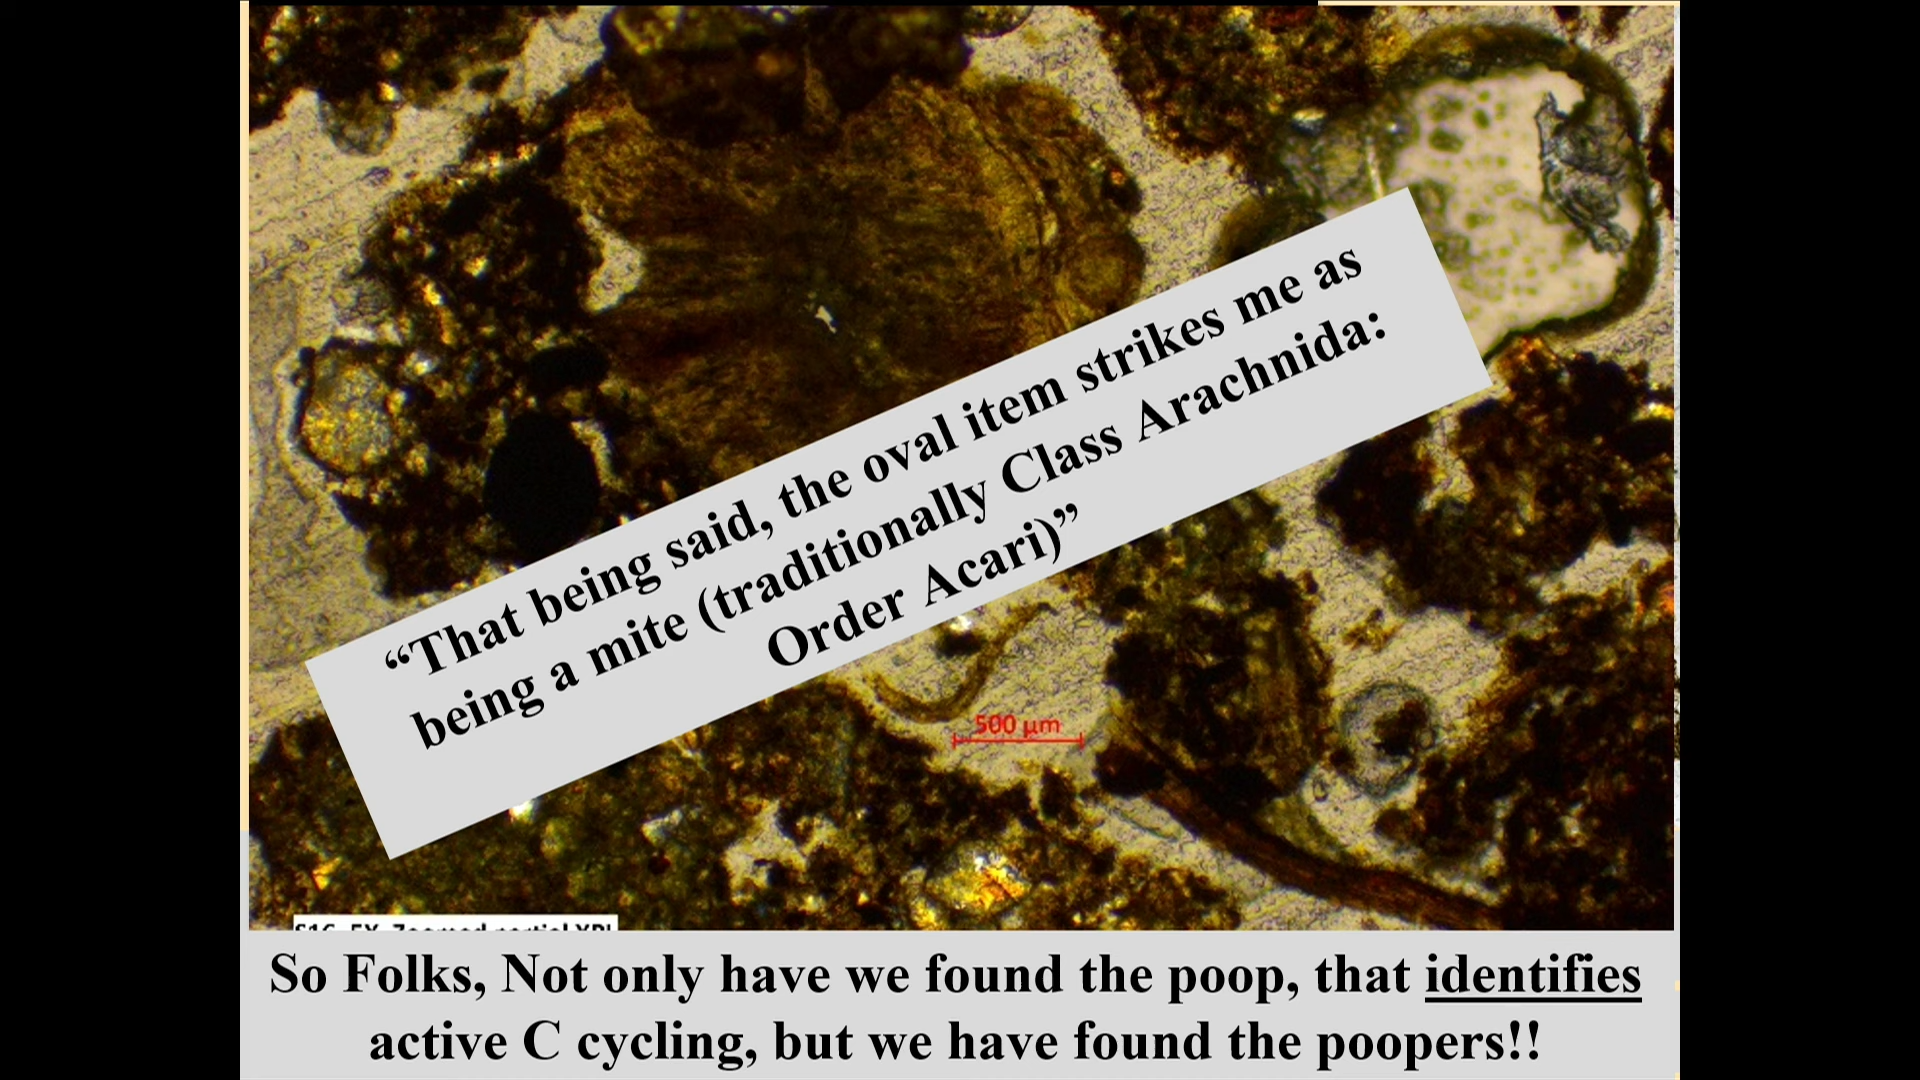 “That being said, the oval item strikes me as
being a mite (traditionally Class Arachnida:
Order Acari)”
500 µm
So Folks, Not only have we found the poop, that identifies
active C cycling, but we have found the poopers!!